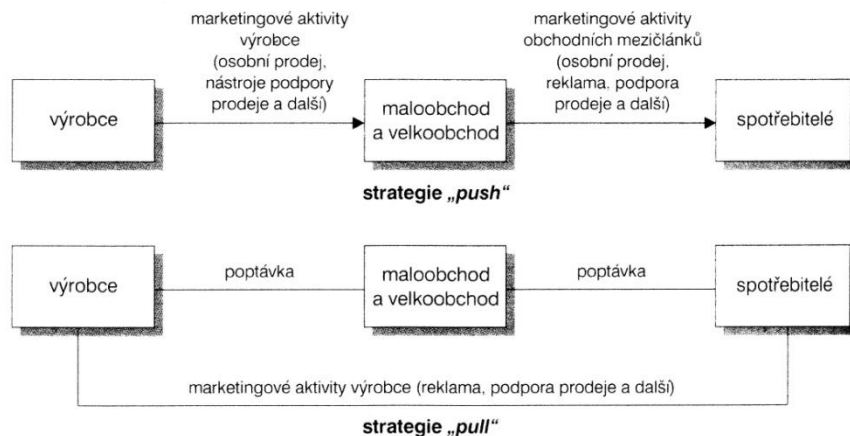 marketingové aktivity
výrobce
(osobní prodej,
nástroje podpory
prodeje a další)
marketingové aktivity
obchodních mezičlánků
(osobní prodej,
reklama, podpora
prodeje a další)
výrobce
maloobchod
a velkoobchod
spotřebitelé
strategie „push“
výrobce
poptávka
maloobchod
a velkoobchod
poptávka
spotřebitelé
marketingové aktivity výrobce (reklama, podpora prodeje a další)
strategie „pull“